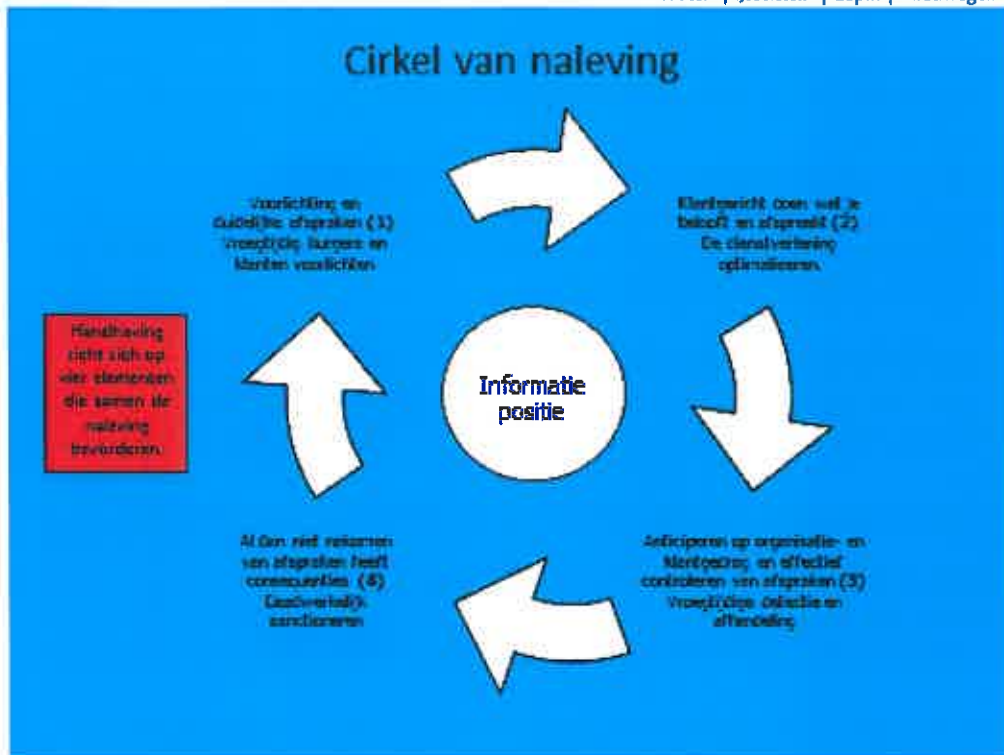 Cirkel van naleving
Voorlichting en
duidelijke afspraken (1)
Vroegtijdig burgers en
klanten voorlichten
Klantgericht doen wat je
belooft en afspreekt (2)
De dienstverlening
optimaliseren.
Handhaving
richt zich op
vier elementen
die samen de
naleving
bevorderen.
Informatie
positie
Al dan niet nakomen
van afspraken heeft
consequenties (4)
Daadwerkelijk
sanctioneren
Anticiperen op organisatie- en
klantgedrag en effectief
controleren van afspraken (3)
Vroegtijdige detectie en
afhandeling